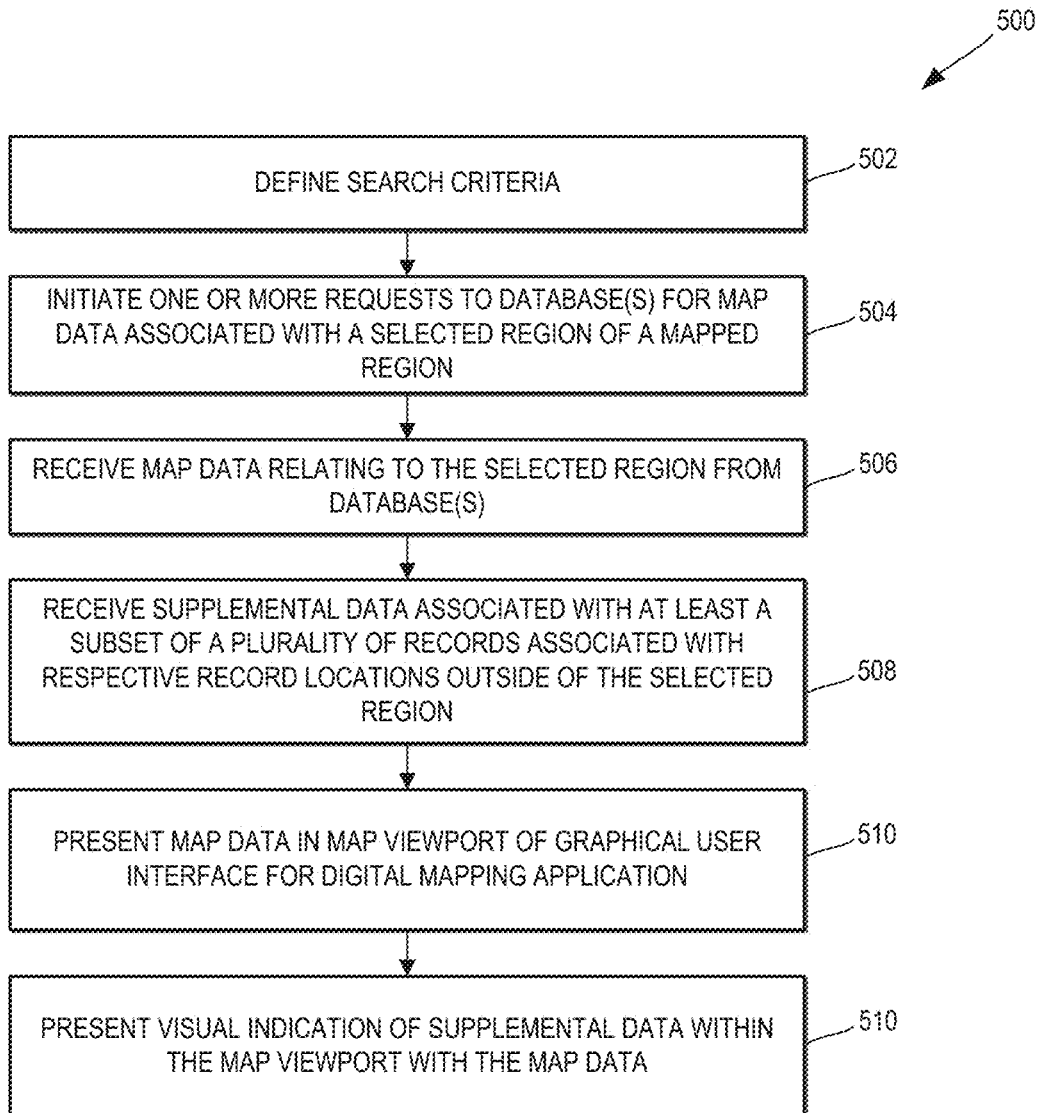 500
DEFINE SEARCH CRITERIA
502
INITIATE ONE OR MORE REQUESTS TO DATABASE(S) FOR MAP
DATA ASSOCIATED WITH A SELECTED REGION OF A MAPPED
REGION
504
RECEIVE MAP DATA RELATING TO THE SELECTED REGION FROM
DATABASE(S)
506
RECEIVE SUPPLEMENTAL DATA ASSOCIATED WITH AT LEAST A
SUBSET OF A PLURALITY OF RECORDS ASSOCIATED WITH
RESPECTIVE RECORD LOCATIONS OUTSIDE OF THE SELECTED
REGION
508
PRESENT MAP DATA IN MAP VIEWPORT OF GRAPHICAL USER
INTERFACE FOR DIGITAL MAPPING APPLICATION
510
PRESENT VISUAL INDICATION OF SUPPLEMENTAL DATA WITHIN
THE MAP VIEWPORT WITH THE MAP DATA
510